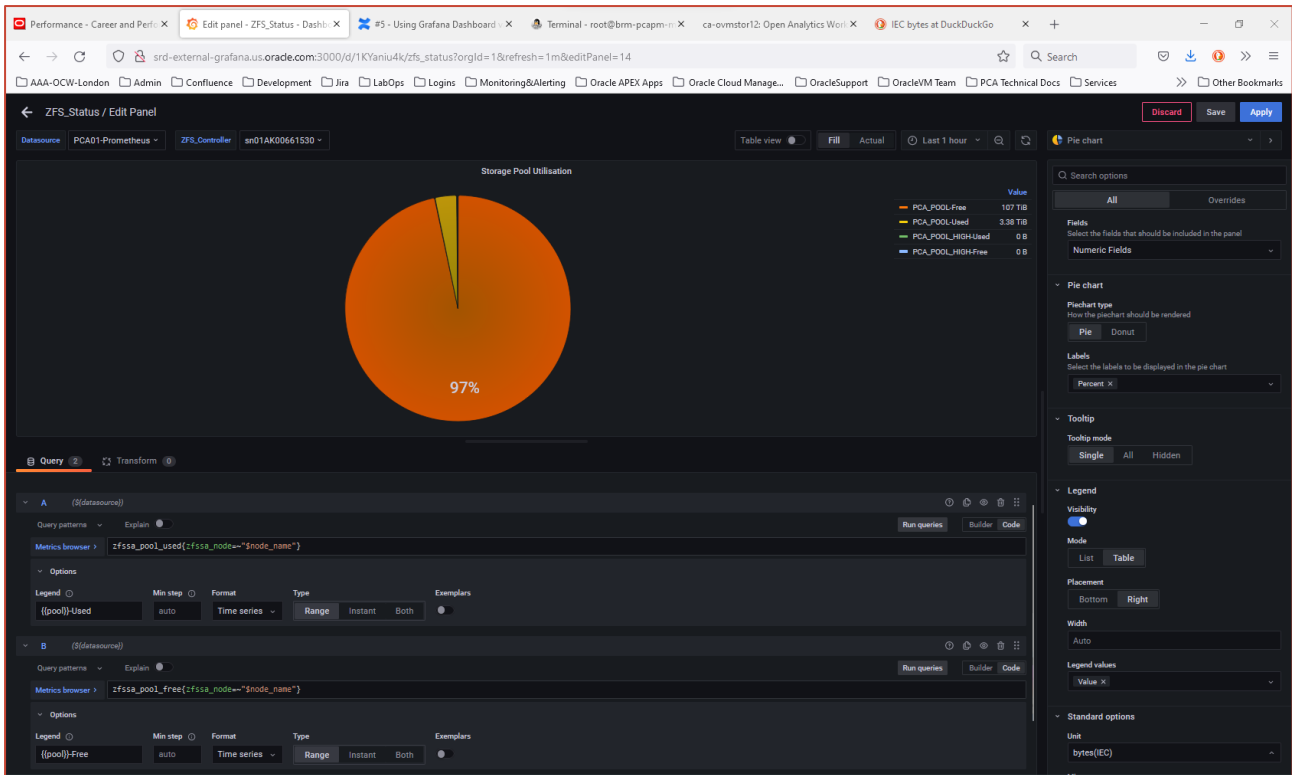 Performance - Career and Perfo
Edit panel - ZFS_Status - Dashbo
#5 - Using Grafana Dashboard
Terminal - root@brm-pcapm-m
ca-ovmstor12: Open Analytics Worl
IEC bytes at DuckDuckGo
srd-external-grafana.us.oracle.com:3000/d/1KYaniu4k/zfs_status?orgId=1&refresh=1m&editPanel=14
Search
AAA-OCW-London Admin Confluence Development Jira LabOps Logins Monitoring&Alerting Oracle APEX Apps Oracle Cloud Manage... OracleSupport OracleVM Team PCA Technical Docs Services Other Bookmarks
ZFS_Status / Edit Panel
Discard Save Apply
Datasource PCA01-Prometheus ZFS_Controller sn01AK00661530
Table view Fill Actual Last 1 hour
Pie chart
Storage Pool Utilisation
Value
PCA_POOL-Free 107 TiB
PCA_POOL-Used 3.38 TiB
PCA_POOL_HIGH-Used 0 B
PCA_POOL_HIGH-Free 0 B
97%
Search options
All Overrides
Fields
Select the fields that should be included in the panel
Numeric Fields
Pie chart
Piechart type
How the piechart should be rendered
Pie Donut
Labels
Select the labels to be displayed in the pie chart
Percent ×
Tooltip
Tooltip mode
Single All Hidden
Legend
Visibility
Mode
List Table
Placement
Bottom Right
Width
Auto
Legend values
Value ×
Standard options
Unit
bytes(IEC)
Query 2 Transform 0
A (${datasource})
Query patterns Explain
Run queries Builder Code
Metrics browser > zfssa_pool_used{zfssa_node=~"$node_name"}
Options
Legend Min step Format Type Exemplars
{{pool}}-Used auto Time series Range Instant Both
B (${datasource})
Query patterns Explain
Run queries Builder Code
Metrics browser > zfssa_pool_free{zfssa_node=~"$node_name"}
Options
Legend Min step Format Type Exemplars
{{pool}}-Free auto Time series Range Instant Both